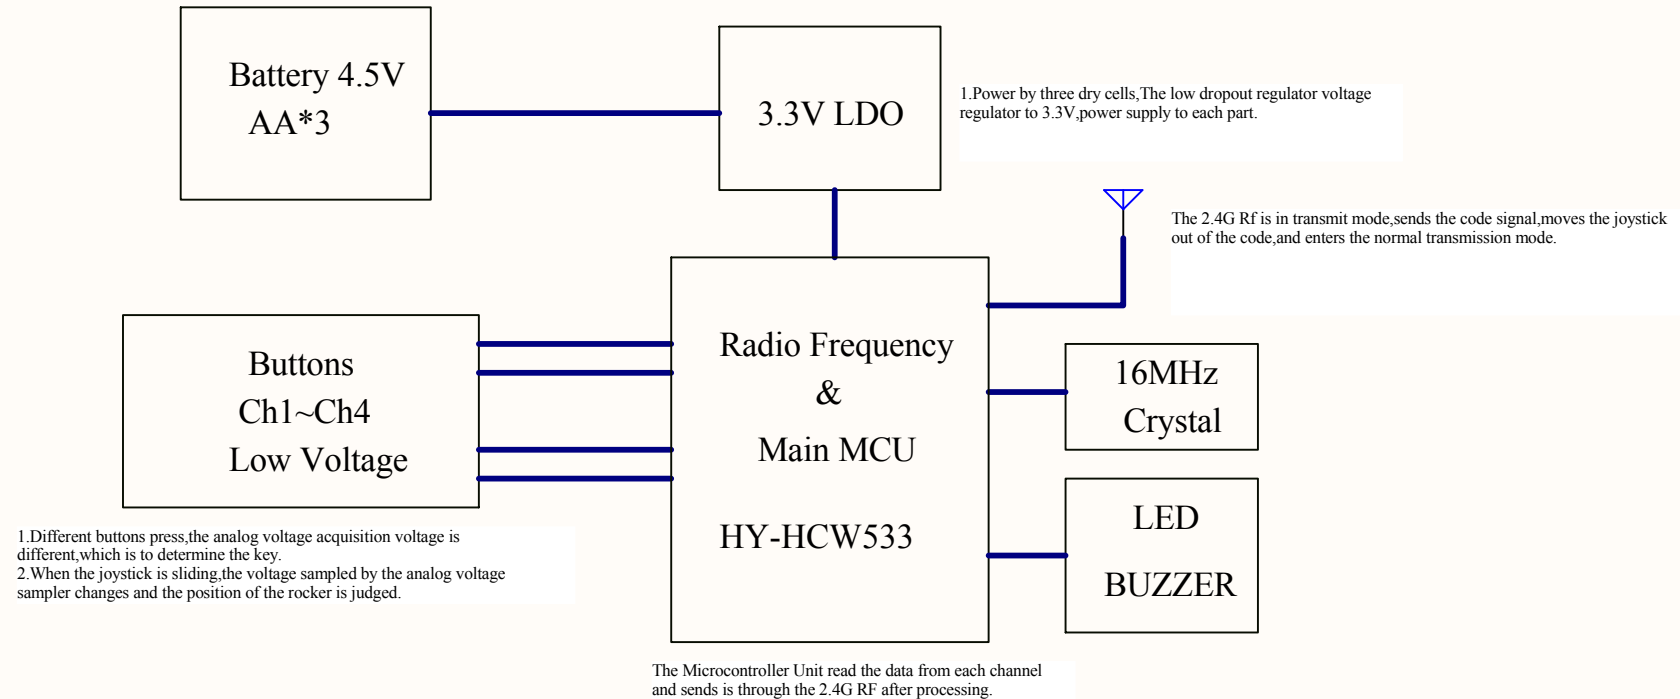 Battery 4.5V
AA*3
3.3V LDO
1.Power by three dry cells,The low dropout regulator voltage
regulator to 3.3V,power supply to each part.
The 2.4G Rf is in transmit mode,sends the code signal,moves the joystick
out of the code,and enters the normal transmission mode.
Buttons
Ch1~Ch4
Low Voltage
Radio Frequency
&
Main MCU
HY-HCW533
16MHz
Crystal
LED
BUZZER
1.Different buttons press,the analog voltage acquisition voltage is
different,which is to determine the key.
2.When the joystick is sliding,the voltage sampled by the analog voltage
sampler changes and the position of the rocker is judged.
The Microcontroller Unit read the data from each channel
and sends is through the 2.4G RF after processing.